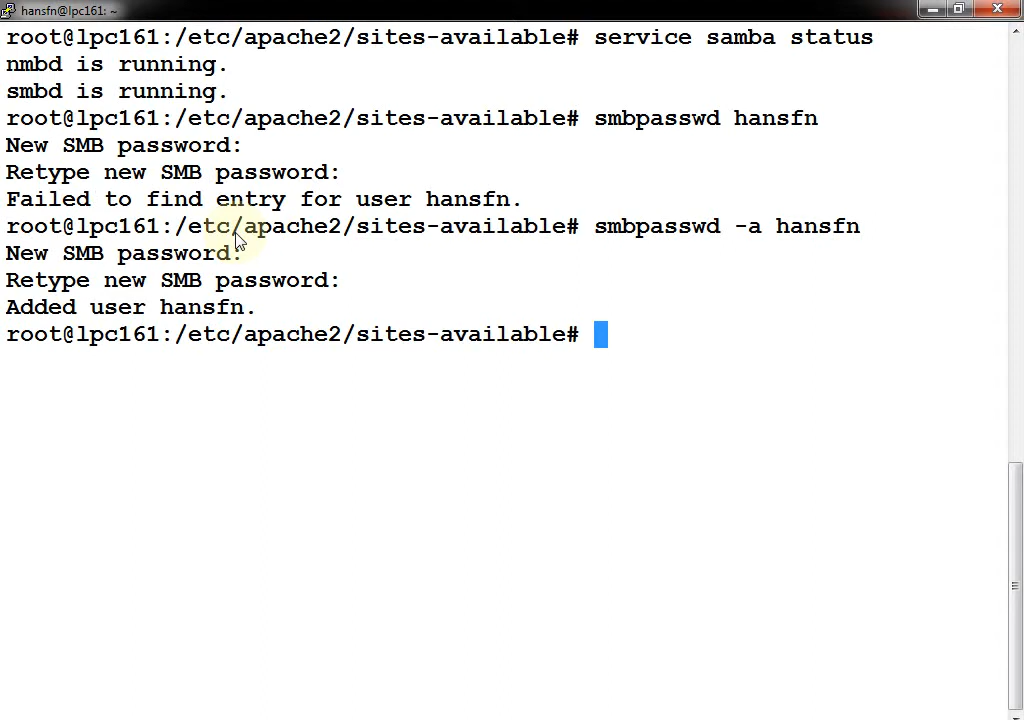 hansfn@lpc161: ~
root@lpc161:/etc/apache2/sites-available# service samba status
nmbd is running.
smbd is running.
root@lpc161:/etc/apache2/sites-available# smbpasswd hansfn
New SMB password:
Retype new SMB password:
Failed to find entry for user hansfn.
root@lpc161:/etc/apache2/sites-available# smbpasswd -a hansfn
New SMB password:
Retype new SMB password:
Added user hansfn.
root@lpc161:/etc/apache2/sites-available#